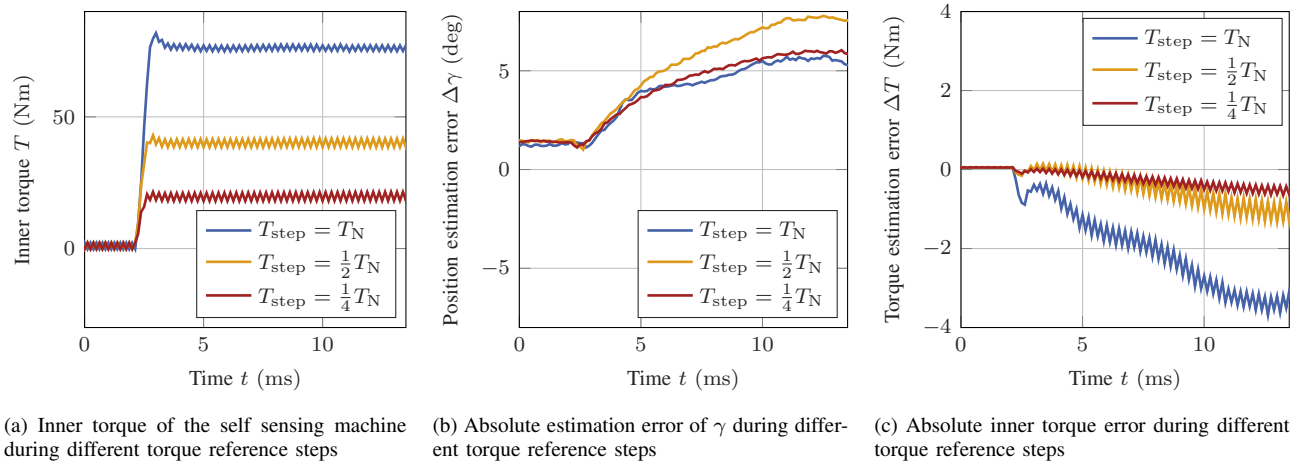 Inner torque T (Nm)
50
0
T_step = T_N
T_step = 1/2 T_N
T_step = 1/4 T_N
0
5
10
Time t (ms)
(a) Inner torque of the self sensing machine
during different torque reference steps
Position estimation error Δγ (deg)
5
0
−5
T_step = T_N
T_step = 1/2 T_N
T_step = 1/4 T_N
0
5
10
Time t (ms)
(b) Absolute estimation error of γ during differ-
ent torque reference steps
Torque estimation error ΔT (Nm)
4
2
0
−2
−4
T_step = T_N
T_step = 1/2 T_N
T_step = 1/4 T_N
0
5
10
Time t (ms)
(c) Absolute inner torque error during different
torque reference steps